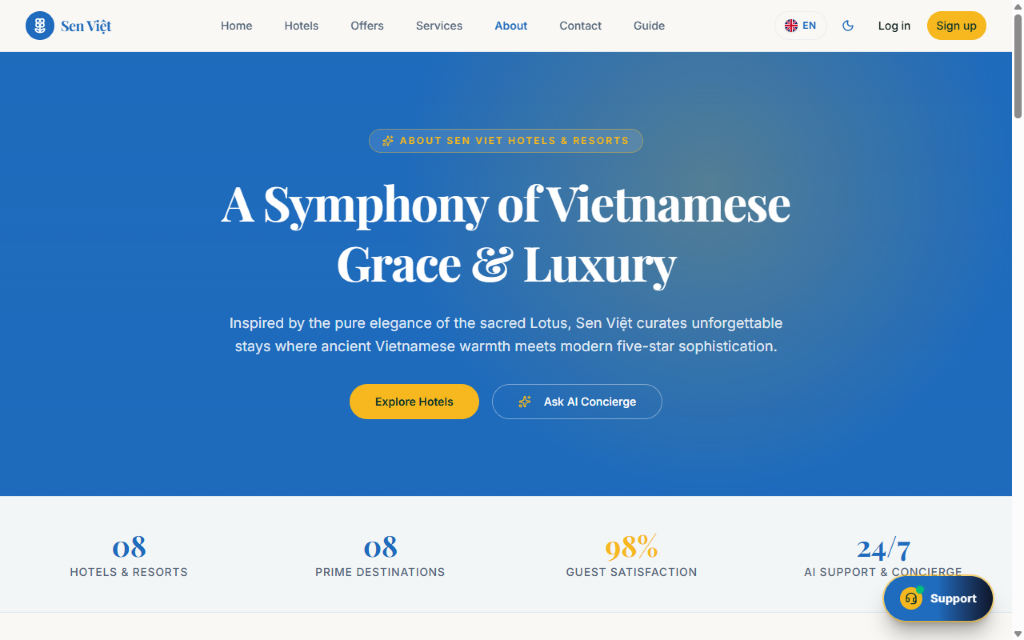 Sen Việt
Home
Hotels
Offers
Services
About
Contact
Guide
EN
Log in
Sign up
ABOUT SEN VIET HOTELS & RESORTS
A Symphony of Vietnamese
Grace & Luxury
Inspired by the pure elegance of the sacred Lotus, Sen Việt curates unforgettable
stays where ancient Vietnamese warmth meets modern five-star sophistication.
Explore Hotels
Ask AI Concierge
08
HOTELS & RESORTS
08
PRIME DESTINATIONS
98%
GUEST SATISFACTION
24/7
AI SUPPORT & CONCIERGE
Support